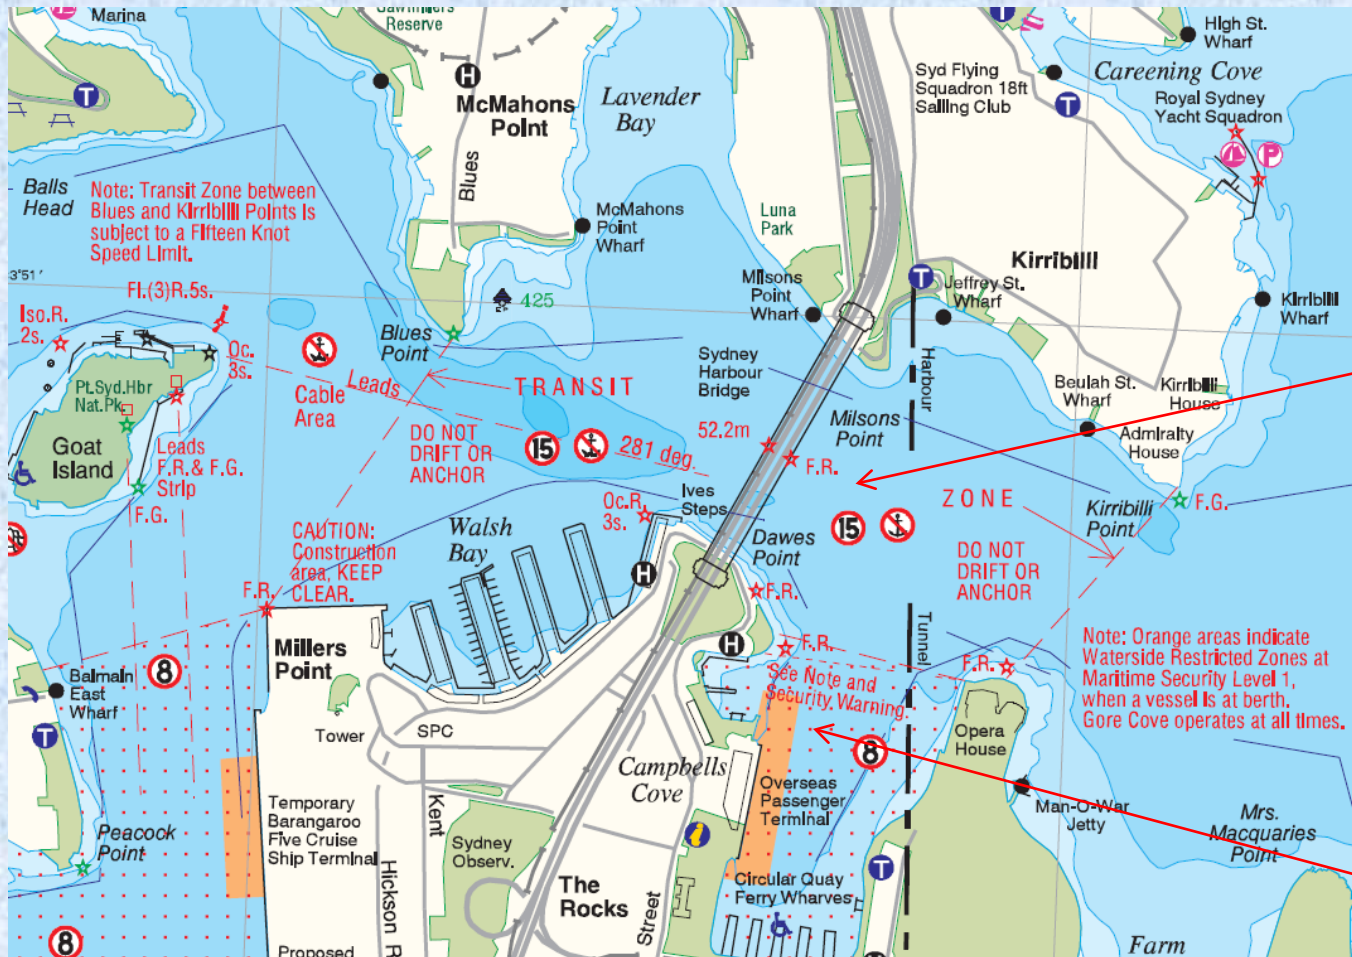 Marina
Sawmillers
Reserve
High St.
Wharf
Careening Cove
Syd Flying
Squadron 18ft
Sailing Club
Royal Sydney
Yacht Squadron
T
H
T
T
P
McMahons
Point
Lavender
Bay
Blues
Balls
Head
Note: Transit Zone between
Blues and Kirribilli Points is
subject to a Fifteen Knot
Speed Limit.
McMahons
Point
Wharf
Luna
Park
Kirribilli
3°51'
Fl.(3)R.5s.
Iso.R.
2s.
425
Milsons
Point
Wharf
T
Jeffrey St.
Wharf
Kirribilli
Wharf
Blues
Point
Oc.
3s.
Pt.Syd.Hbr
Nat.Pk.
Leads
Cable
Area
TRANSIT
Sydney
Harbour
Bridge
Harbour
Beulah St.
Wharf
Kirribilli
House
Milsons
Point
Admiralty
House
Goat
Island
Leads
F.R.& F.G.
Strip
F.G.
DO NOT
DRIFT OR
ANCHOR
15
281 deg.
52.2m
F.R.
Ives
Steps
Oc.R.
3s.
ZONE
Kirribilli
Point
F.G.
CAUTION:
Construction
area, KEEP
CLEAR.
Walsh
Bay
Dawes
Point
15
DO NOT
DRIFT OR
ANCHOR
F.R.
H
F.R.
Millers
Point
H
F.R.
Tunnel
F.R.
Note: Orange areas indicate
Waterside Restricted Zones at
Maritime Security Level 1,
when a vessel is at berth.
Gore Cove operates at all times.
8
Balmain
East
Wharf
T
See Note and
Security Warning.
Tower
SPC
Opera
House
8
Campbells
Cove
Overseas
Passenger
Terminal
Man-O-War
Jetty
Mrs.
Macquaries
Point
Temporary
Barangaroo
Five Cruise
Ship Terminal
Kent
Peacock
Point
Sydney
Observ.
Hickson R
The
Rocks
Street
Circular Quay
Ferry Wharves
T
8
Proposed
H
Farm